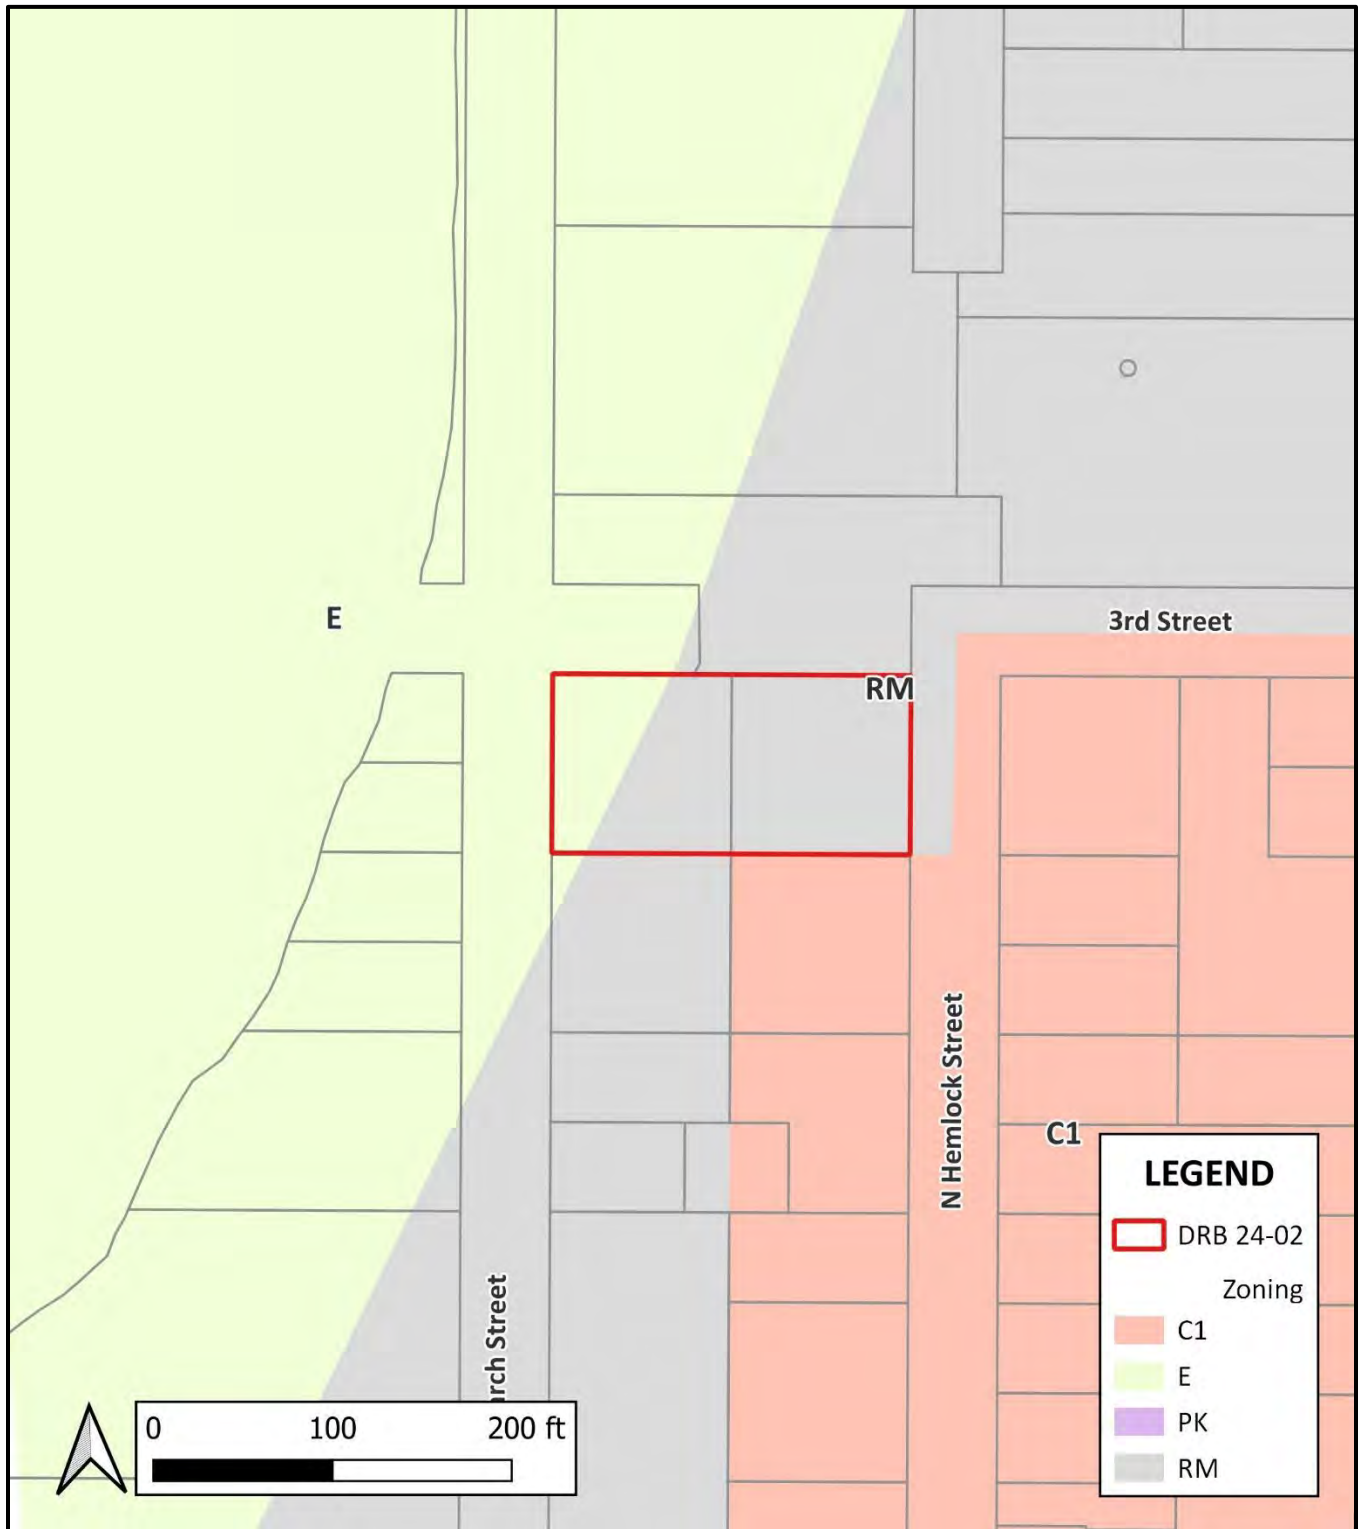 E
3rd Street
RM
N Hemlock Street
C1
arch Street
LEGEND
DRB 24-02
Zoning
C1
E
PK
RM
0 100 200 ft